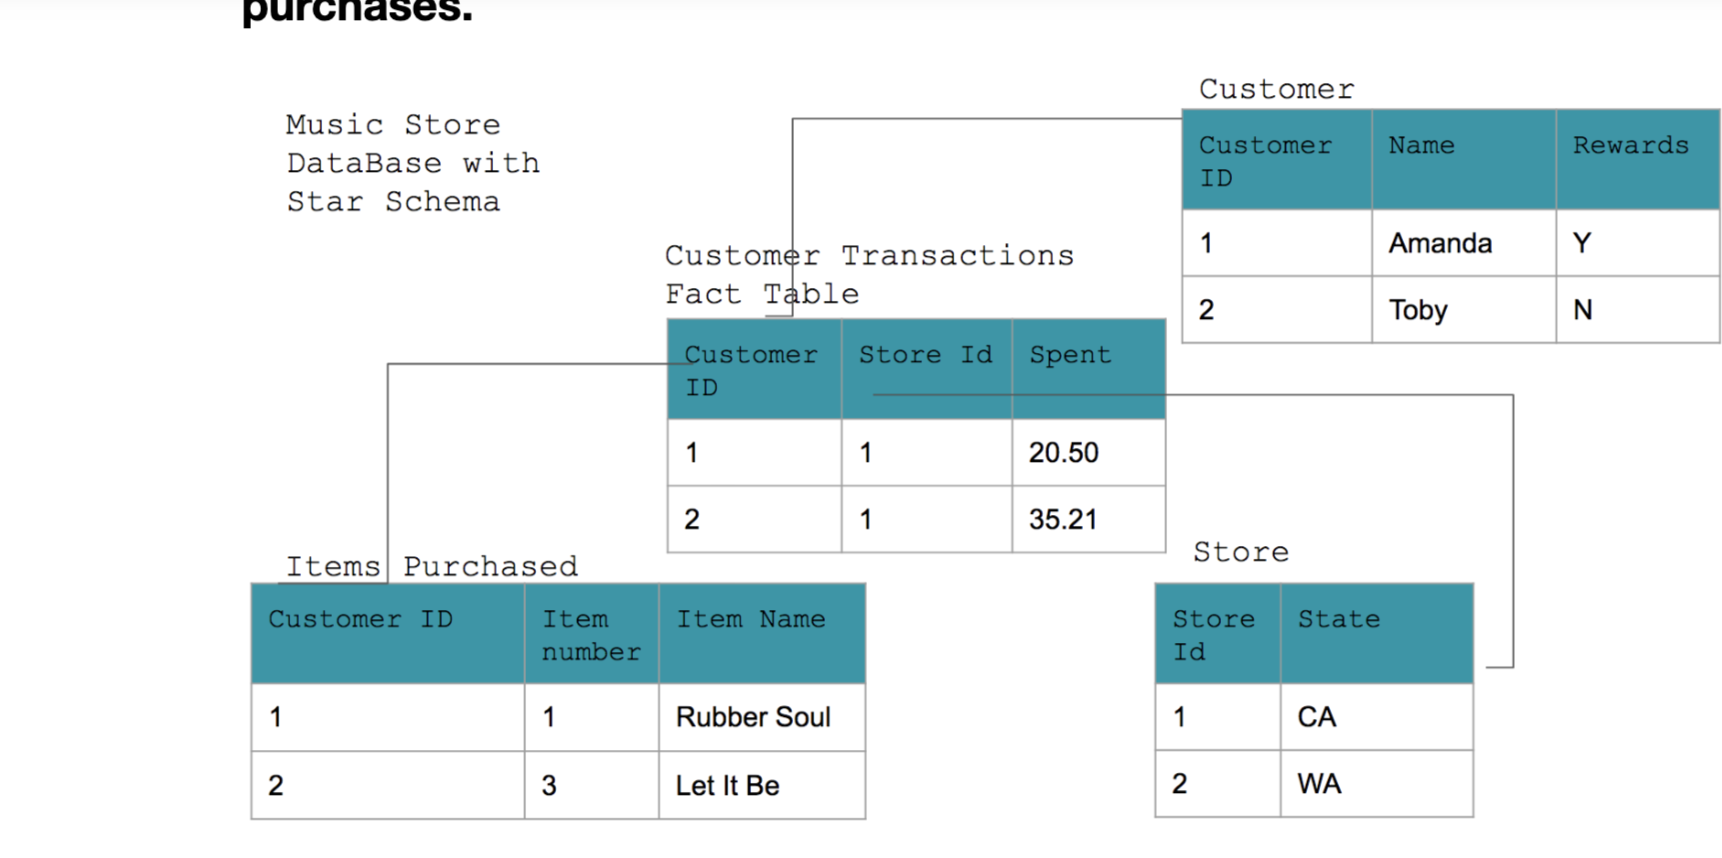 purchases.
Music Store
DataBase with
Star Schema
Customer
Customer ID Name Rewards
1 Amanda Y
2 Toby N
Customer Transactions
Fact Table
Customer ID Store Id Spent
1 1 20.50
2 1 35.21
Items Purchased
Customer ID Item number Item Name
1 1 Rubber Soul
2 3 Let It Be
Store
Store Id State
1 CA
2 WA